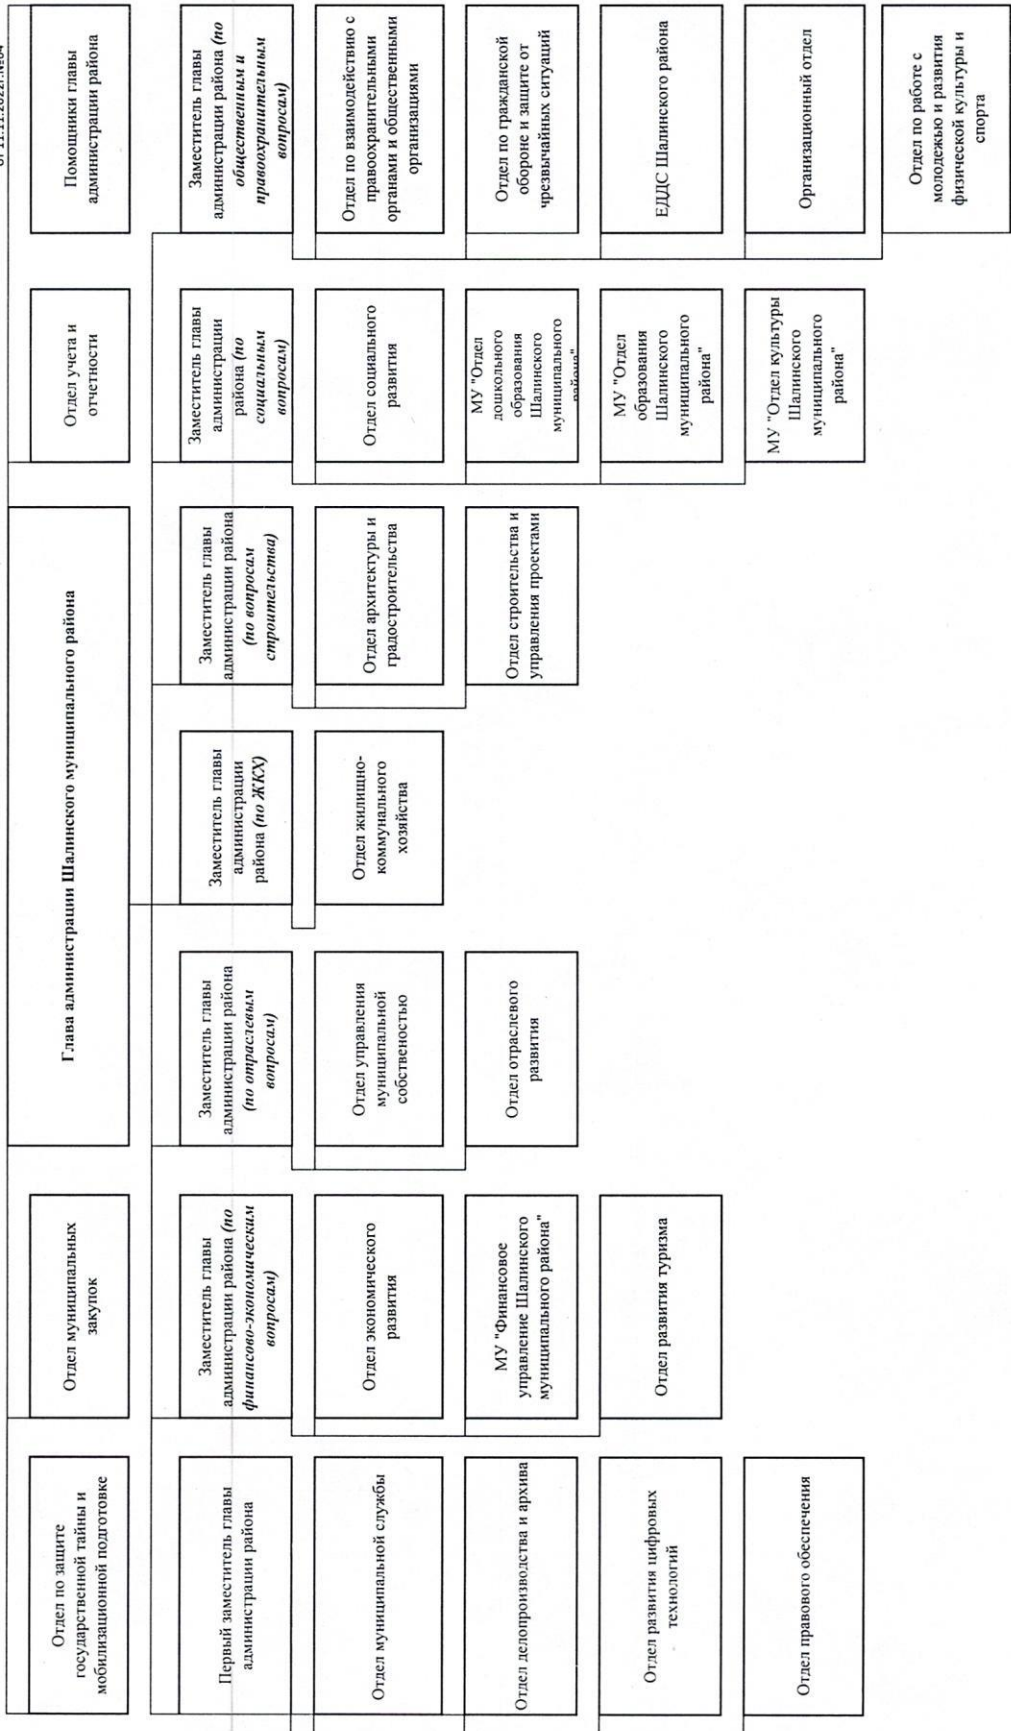 от 11.11.2022г.№64
Отдел по защите
государственной тайны и
мобилизационной подготовке
Отдел муниципальных
закупок
Глава администрации Шалинского муниципального района
Отдел учета и
отчетности
Помощники главы
администрации района
Первый заместитель главы
администрации района
Заместитель главы
администрации района (по
финансово-экономическим
вопросам)
Заместитель главы
администрации района
(по отраслевым
вопросам)
Заместитель главы
администрации
района (по ЖКХ)
Заместитель главы
администрации района
(по вопросам
строительства)
Заместитель главы
администрации
района (по
социальным
вопросам)
Заместитель главы
администрации района (по
общественным и
правоохранительным
вопросам)
Отдел муниципальной службы
Отдел экономического
развития
Отдел управления
муниципальной
собственостью
Отдел жилищно-
коммунального
хозяйства
Отдел архитектуры и
градостроительства
Отдел социального
развития
Отдел по взаимодействию с
правоохранительными
органами и общественными
организациями
Отдел делопроизводства и архива
МУ "Финансовое
управление Шалинского
муниципального района"
Отдел отраслевого
развития
Отдел строительства и
управления проектами
МУ "Отдел
дошкольного
образования
Шалинского
муниципального
района"
Отдел по гражданской
обороне и защите от
чрезвычайных ситуаций
Отдел развития цифровых
технологий
Отдел развития туризма
МУ "Отдел
образования
Шалинского
муниципального
района"
ЕДДС Шалинского района
Отдел правового обеспечения
МУ "Отдел культуры
Шалинского
муниципального
района"
Организационный отдел
Отдел по работе с
молодежью и развития
физической культуры и
спорта